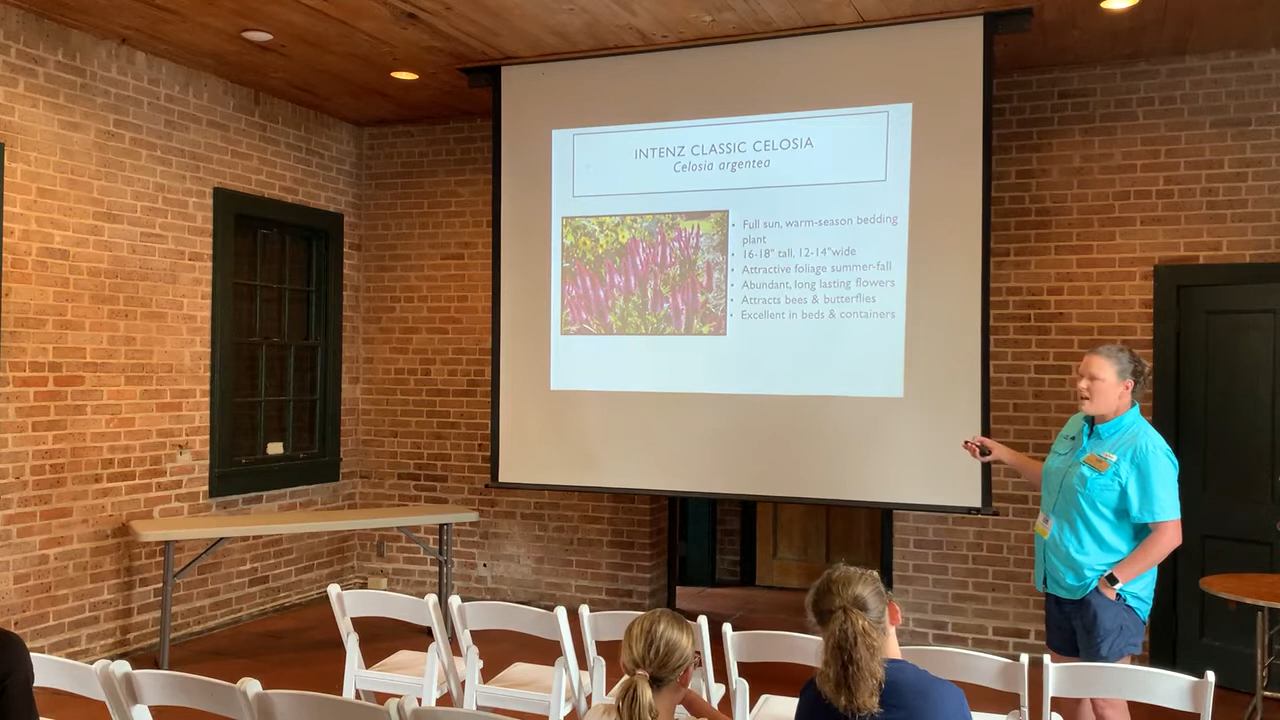 INTENZ CLASSIC CELOSIA
Celosia argentea
• Full sun, warm-season bedding
plant
• 16-18" tall, 12-14"wide
• Attractive foliage summer-fall
• Abundant, long lasting flowers
• Attracts bees & butterflies
• Excellent in beds & containers